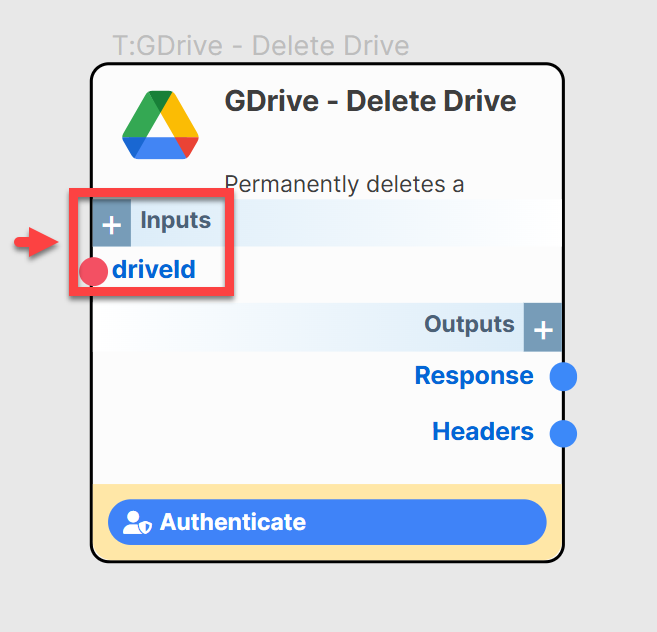 T:GDrive - Delete Drive
GDrive - Delete Drive
Permanently deletes a
+ Inputs
driveId
Outputs +
Response
Headers
Authenticate